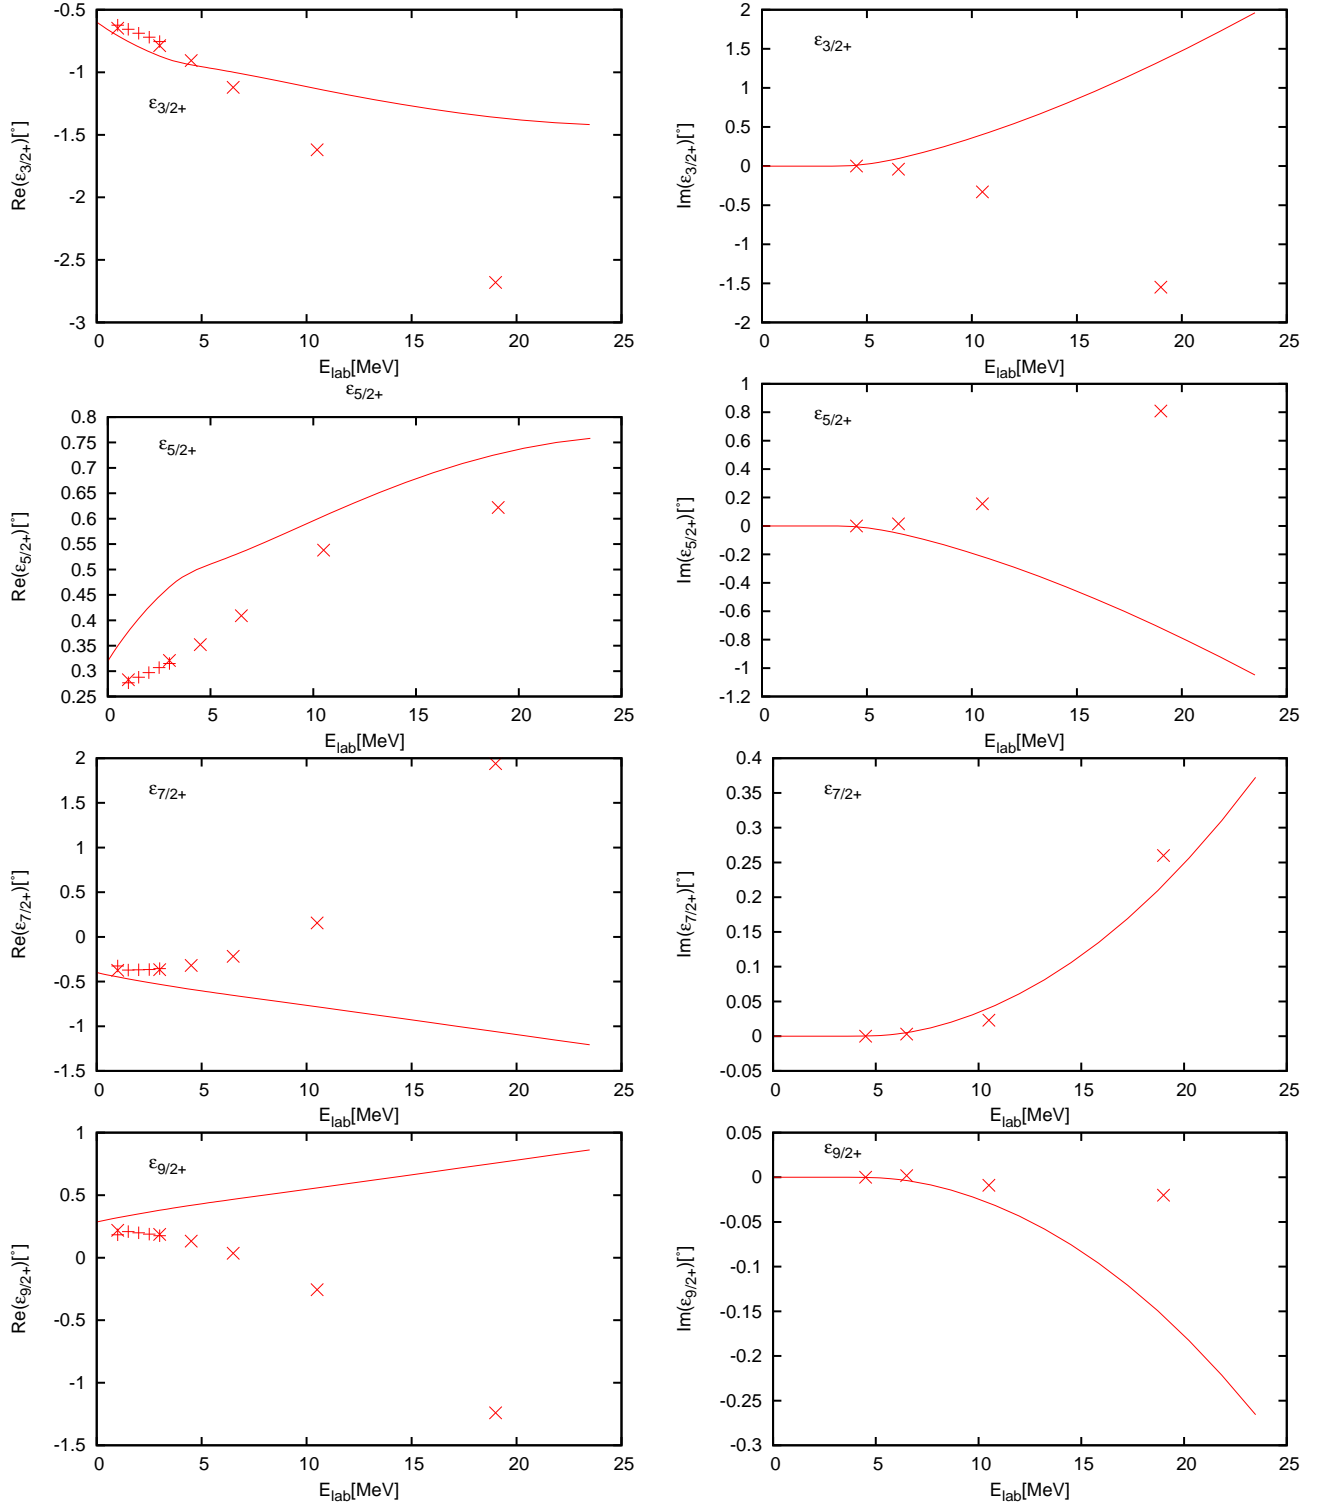 -0.5
-1
-1.5
-2
-2.5
-3
Re(ε3/2+)[°]
ε3/2+
0 5 10 15 20 25
Elab[MeV]
2
1.5
1
0.5
0
-0.5
-1
-1.5
-2
Im(ε3/2+)[°]
ε3/2+
0 5 10 15 20 25
Elab[MeV]
ε5/2+
0.8
0.75
0.7
0.65
0.6
0.55
0.5
0.45
0.4
0.35
0.3
0.25
Re(ε5/2+)[°]
ε5/2+
0 5 10 15 20 25
Elab[MeV]
1
0.8
0.6
0.4
0.2
0
-0.2
-0.4
-0.6
-0.8
-1
-1.2
Im(ε5/2+)[°]
ε5/2+
0 5 10 15 20 25
Elab[MeV]
2
1.5
1
0.5
0
-0.5
-1
-1.5
Re(ε7/2+)[°]
ε7/2+
0 5 10 15 20 25
Elab[MeV]
0.4
0.35
0.3
0.25
0.2
0.15
0.1
0.05
0
-0.05
Im(ε7/2+)[°]
ε7/2+
0 5 10 15 20 25
Elab[MeV]
1
0.5
0
-0.5
-1
-1.5
Re(ε9/2+)[°]
ε9/2+
0 5 10 15 20 25
Elab[MeV]
0.05
0
-0.05
-0.1
-0.15
-0.2
-0.25
-0.3
Im(ε9/2+)[°]
ε9/2+
0 5 10 15 20 25
Elab[MeV]